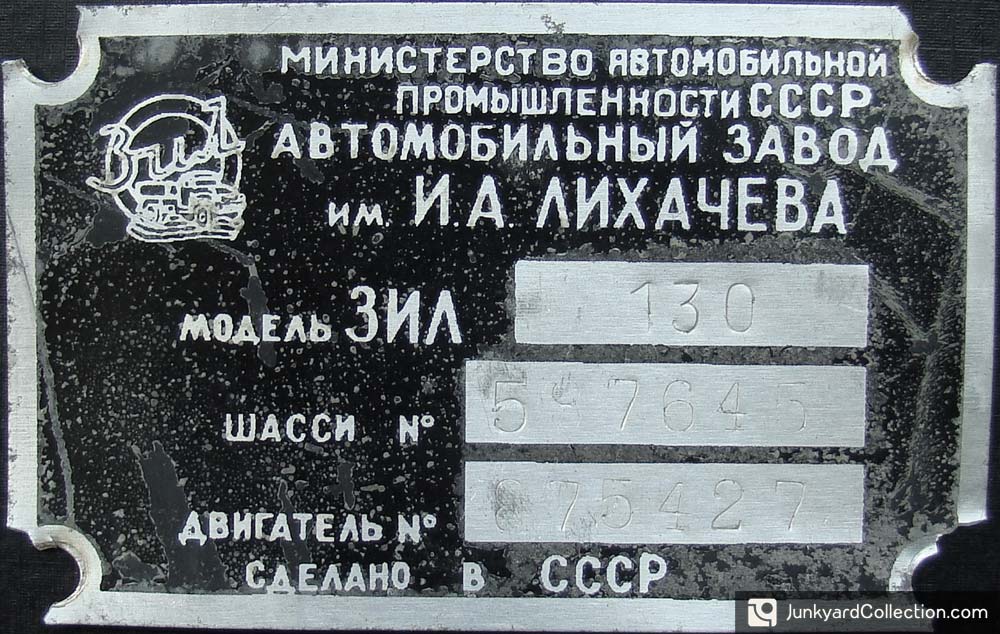 МИНИСТЕРСТВО АВТОМОБИЛЬНОЙ
ПРОМЫШЛЕННОСТИ СССР
АВТОМОБИЛЬНЫЙ ЗАВОД
им. И.А. ЛИХАЧЕВА
МОДЕЛЬ ЗИЛ 130
ШАССИ №
ДВИГАТЕЛЬ №
СДЕЛАНО В СССР
JunkyardCollection.com